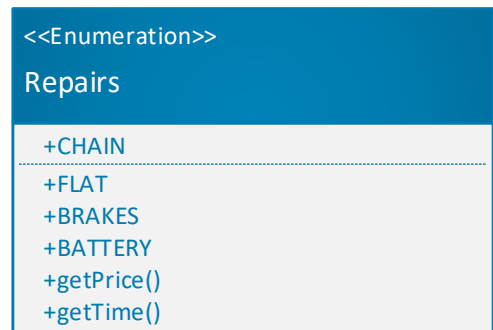 <<Enumeration>>
Repairs
+CHAIN
+FLAT
+BRAKES
+BATTERY
+getPrice()
+getTime()